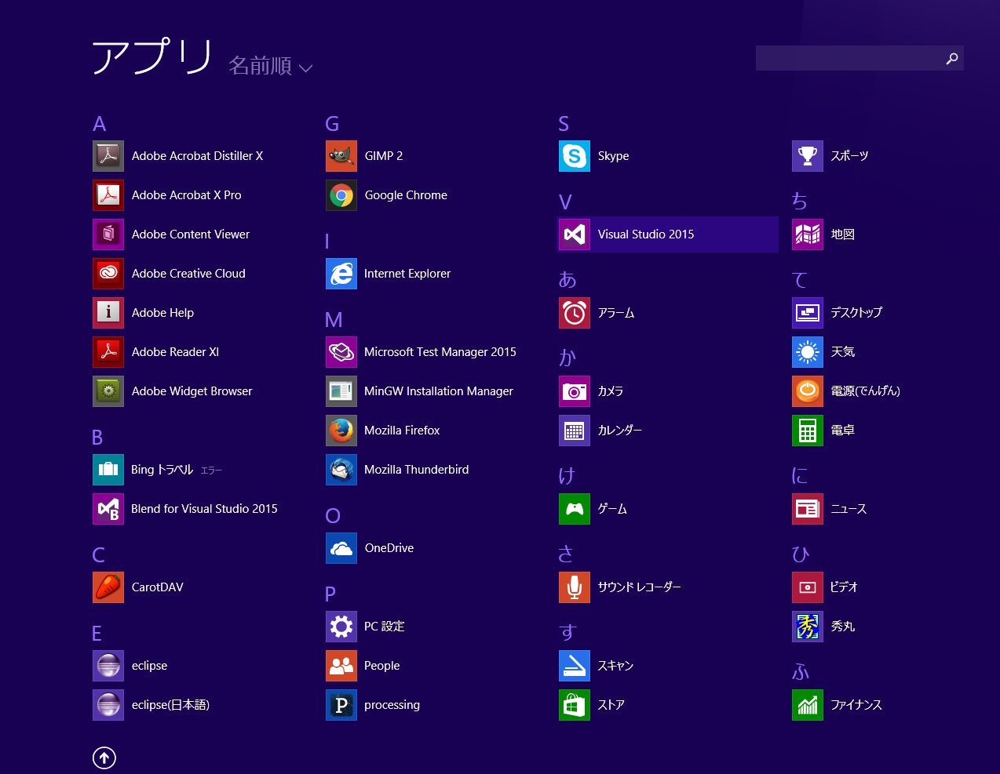 アプリ 名前順
A
Adobe Acrobat Distiller X
Adobe Acrobat X Pro
Adobe Content Viewer
Adobe Creative Cloud
Adobe Help
Adobe Reader XI
Adobe Widget Browser
B
Bing トラベル エラー
Blend for Visual Studio 2015
C
CarotDAV
E
eclipse
eclipse(日本語)
G
GIMP 2
Google Chrome
I
Internet Explorer
M
Microsoft Test Manager 2015
MinGW Installation Manager
Mozilla Firefox
Mozilla Thunderbird
O
OneDrive
P
PC 設定
People
processing
S
Skype
V
Visual Studio 2015
あ
アラーム
か
カメラ
カレンダー
け
ゲーム
さ
サウンド レコーダー
す
スキャン
ストア
スポーツ
ち
地図
て
デスクトップ
天気
電源(でんげん)
電卓
に
ニュース
ひ
ビデオ
秀丸
ふ
ファイナンス